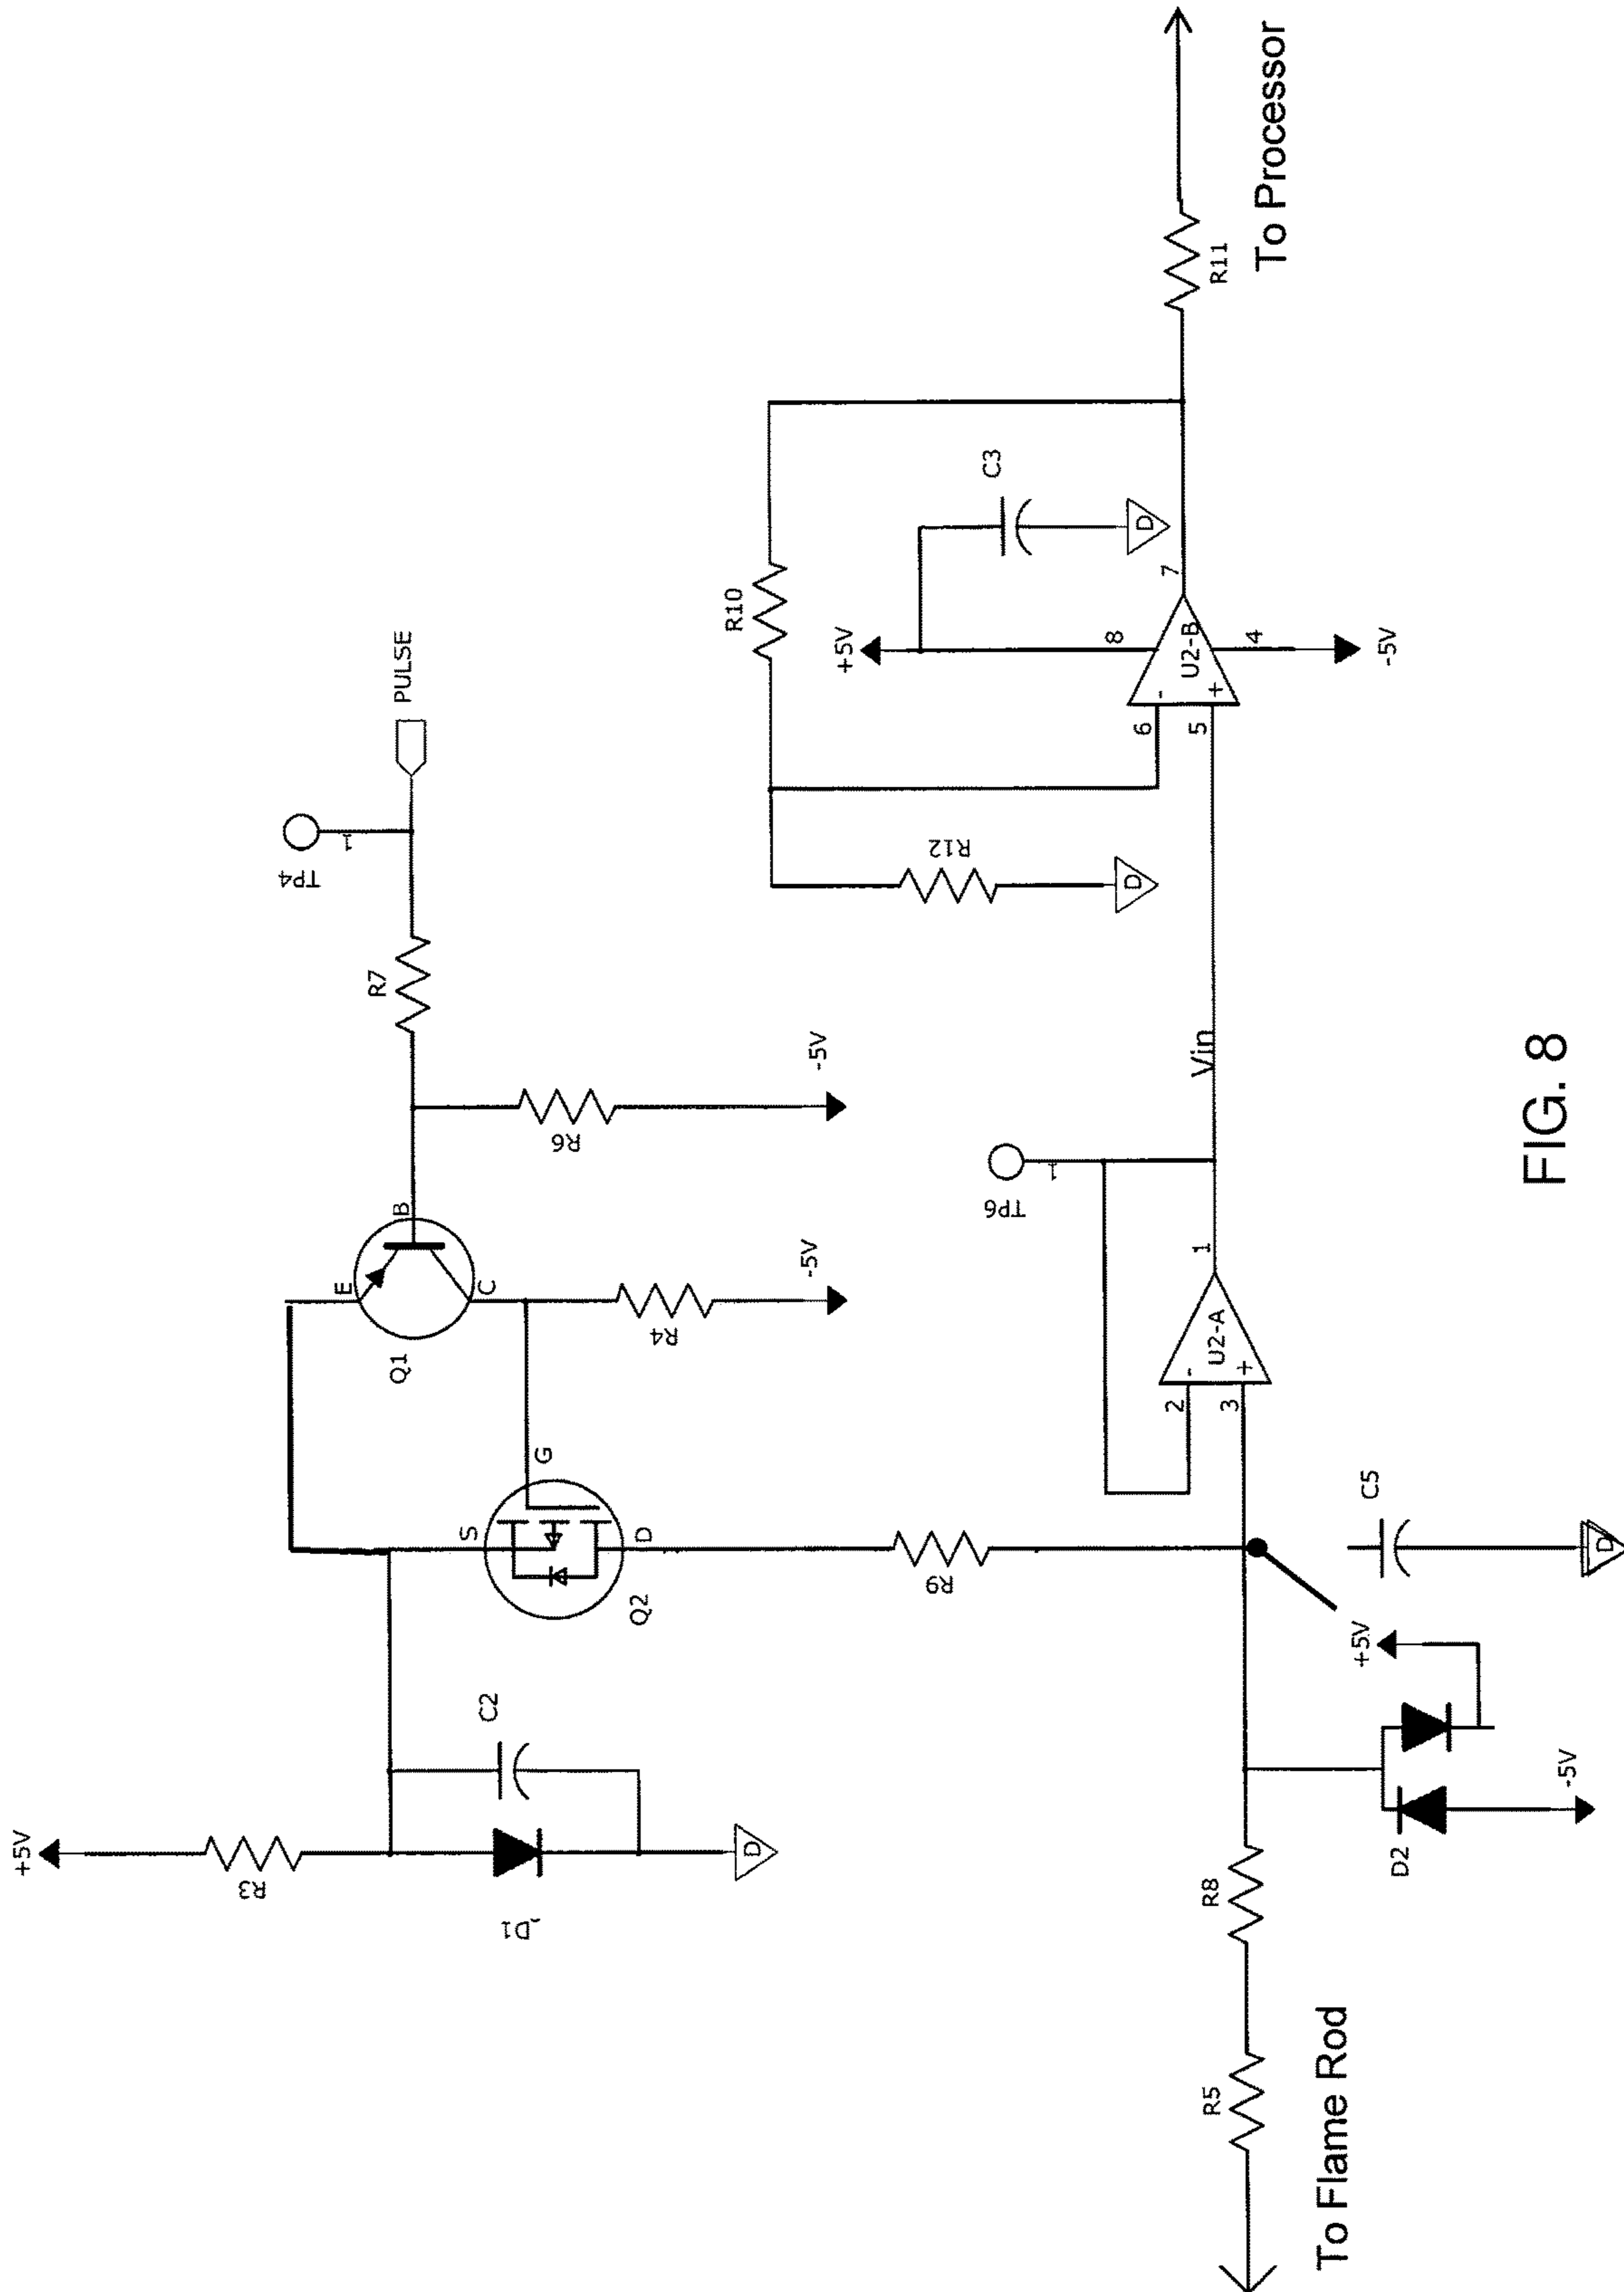 +5V
R3
D1
C2
D
S
G
D
Q2
E
B
C
Q1
R4
-5V
R6
-5V
R7
TP4
1
PULSE
R9
R10
R12
D
+5V
C3
D
8
6
-
5
+
U2-B
7
4
-5V
TP6
1
2
-
3
+
U2-A
1
Vin
R11
To Processor
R5
R8
To Flame Rod
D2
-5V
+5V
C5
D
FIG. 8